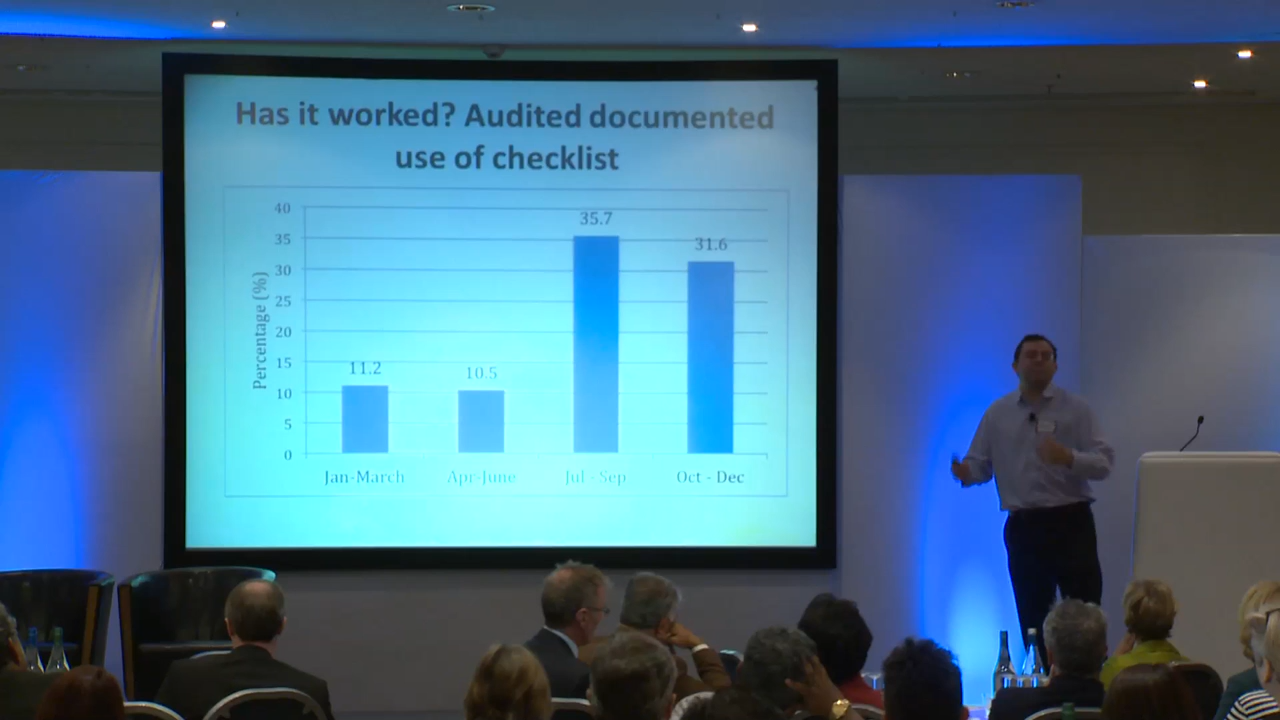 Has it worked? Audited documented
use of checklist
Percentage (%)
40
35
30
25
20
15
10
5
0
11.2
10.5
35.7
31.6
Jan-March
Apr-June
Jul - Sep
Oct - Dec